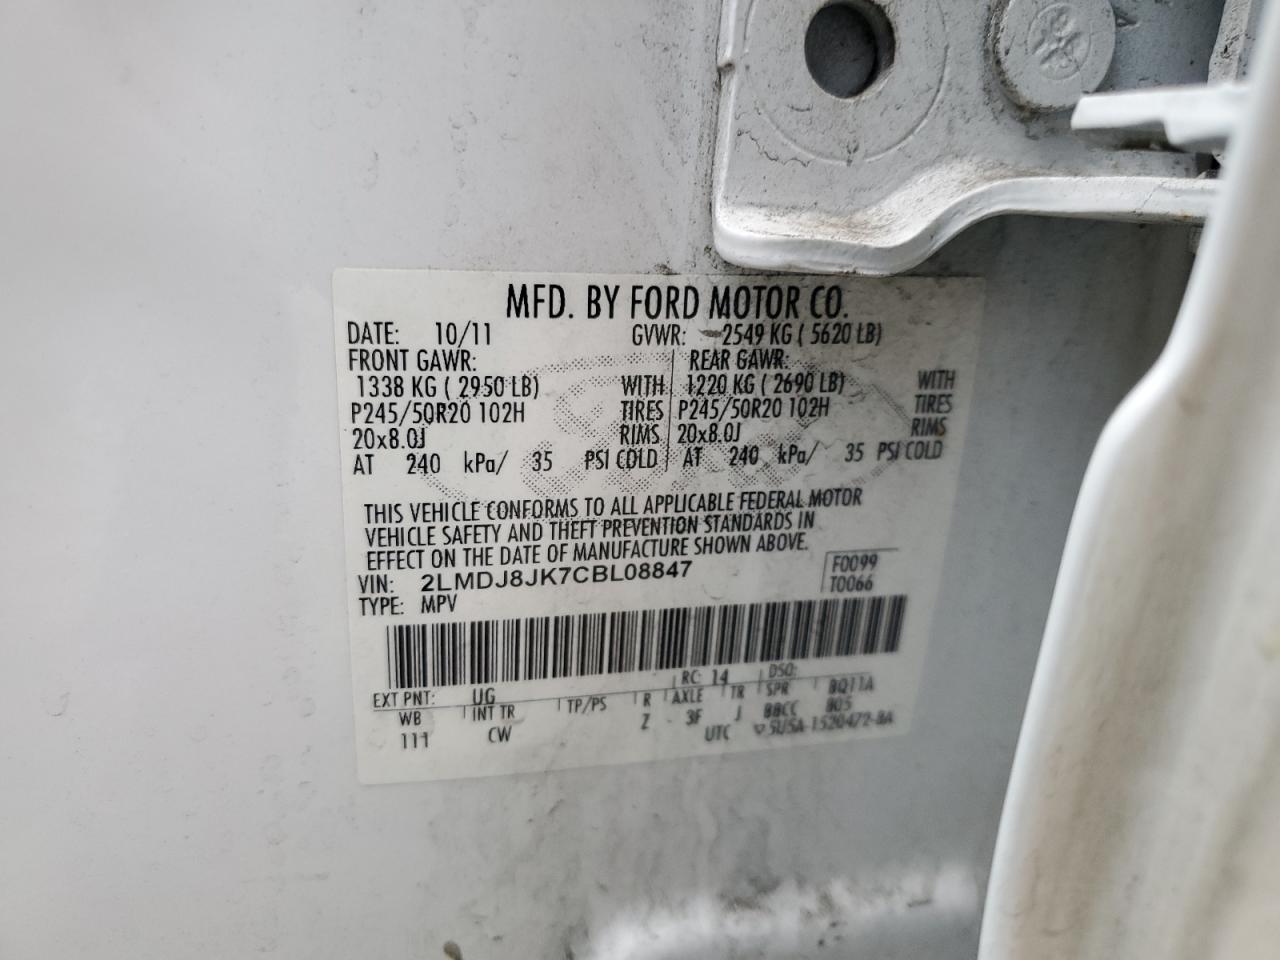 MFD. BY FORD MOTOR CO.
DATE: 10/11 GVWR: 2549 KG ( 5620 LB)
FRONT GAWR: REAR GAWR:
1338 KG ( 2950 LB) WITH 1220 KG ( 2690 LB) WITH
P245/50R20 102H TIRES P245/50R20 102H TIRES
20x8.0J RIMS 20x8.0J RIMS
AT 240 kPa/ 35 PSI COLD AT 240 kPa/ 35 PSI COLD
THIS VEHICLE CONFORMS TO ALL APPLICABLE FEDERAL MOTOR
VEHICLE SAFETY AND THEFT PREVENTION STANDARDS IN
EFFECT ON THE DATE OF MANUFACTURE SHOWN ABOVE.
VIN: 2LMDJ8JK7CBL08847 F0099
TYPE: MPV T0066
EXT PNT: UG RC: 14 DSO:
WB INT TR TP/PS R AXLE TR SPR 8Q11A
111 CW Z 3F J BBCC 805
UTC 5U5A-1520472-BA